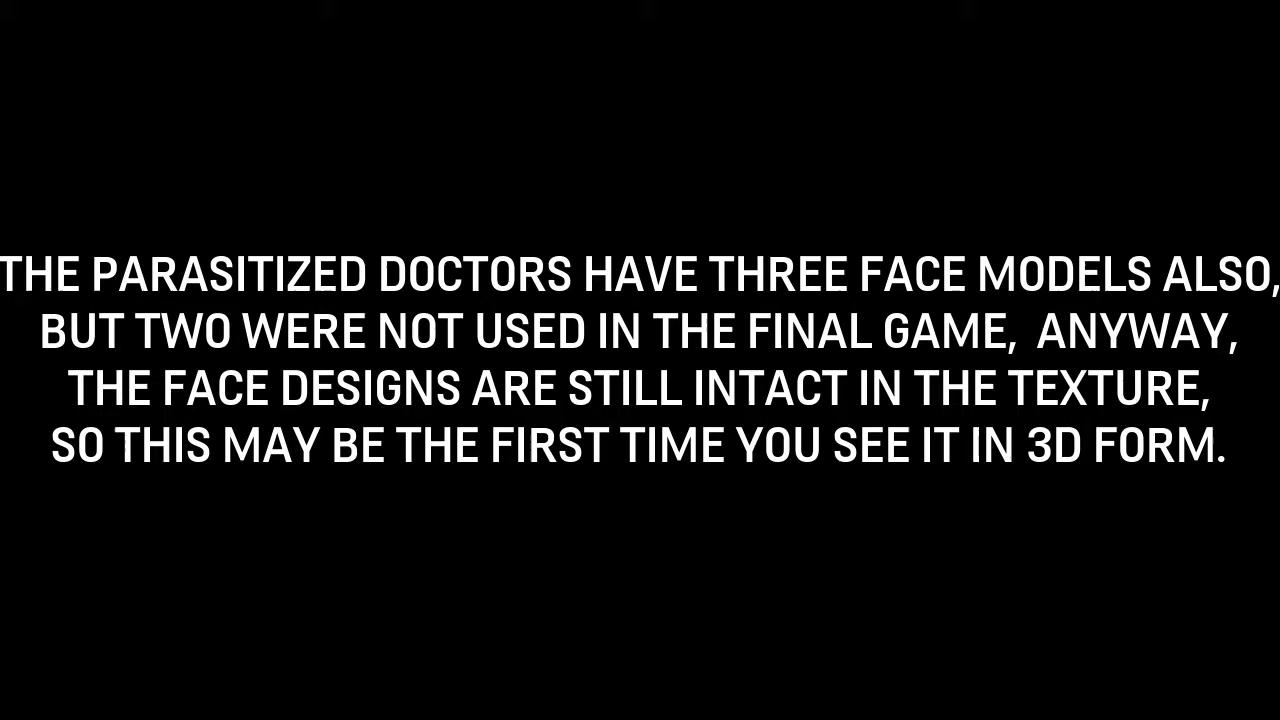 THE PARASITIZED DOCTORS HAVE THREE FACE MODELS ALSO,
BUT TWO WERE NOT USED IN THE FINAL GAME,  ANYWAY,
THE FACE DESIGNS ARE STILL INTACT IN THE TEXTURE,
SO THIS MAY BE THE FIRST TIME YOU SEE IT IN 3D FORM.